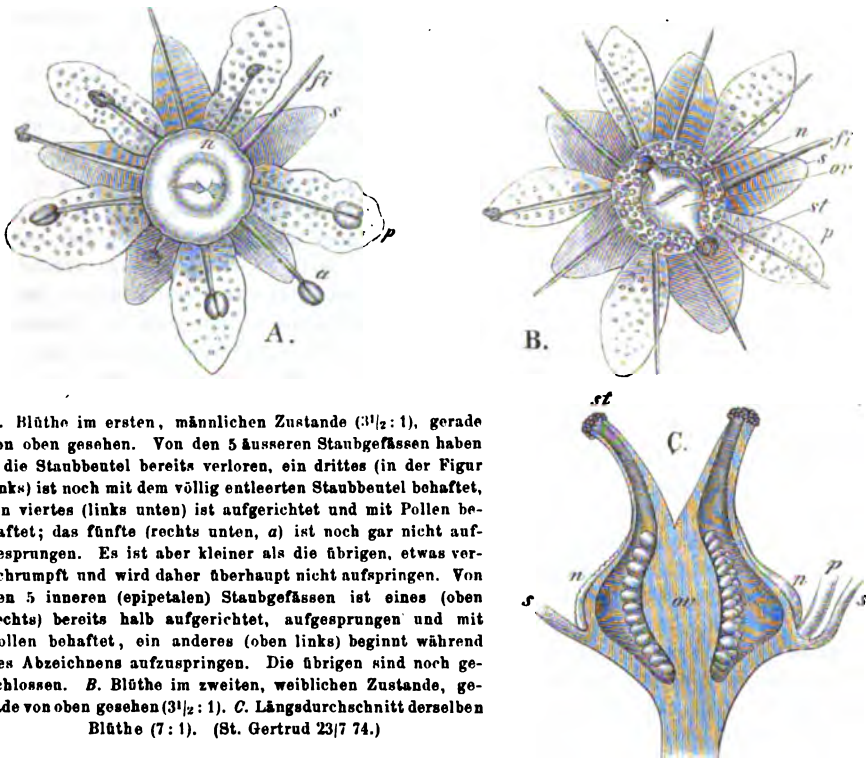 n
fi
s
p
a
A.
n
fi
s
ov
st
p
B.
. Blüthe im ersten, männlichen Zustande (3½ : 1), gerade
on oben gesehen. Von den 5 äusseren Staubgefässen haben
die Staubbeutel bereits verloren, ein drittes (in der Figur
inks) ist noch mit dem völlig entleerten Staubbeutel behaftet,
n viertes (links unten) ist aufgerichtet und mit Pollen be-
aftet; das fünfte (rechts unten, a) ist noch gar nicht auf-
esprungen. Es ist aber kleiner als die übrigen, etwas ver-
chrumpft und wird daher überhaupt nicht aufspringen. Von
en 5 inneren (epipetalen) Staubgefässen ist eines (oben
echts) bereits halb aufgerichtet, aufgesprungen und mit
ollen behaftet, ein anderes (oben links) beginnt während
es Abzeichnens aufzuspringen. Die übrigen sind noch ge-
chlossen. B. Blüthe im zweiten, weiblichen Zustande, ge-
de von oben gesehen (3½ : 1). C. Längsdurchschnitt derselben
Blüthe (7 : 1). (St. Gertrud 23/7 74.)
st
C.
n
s
ov
n
p
s